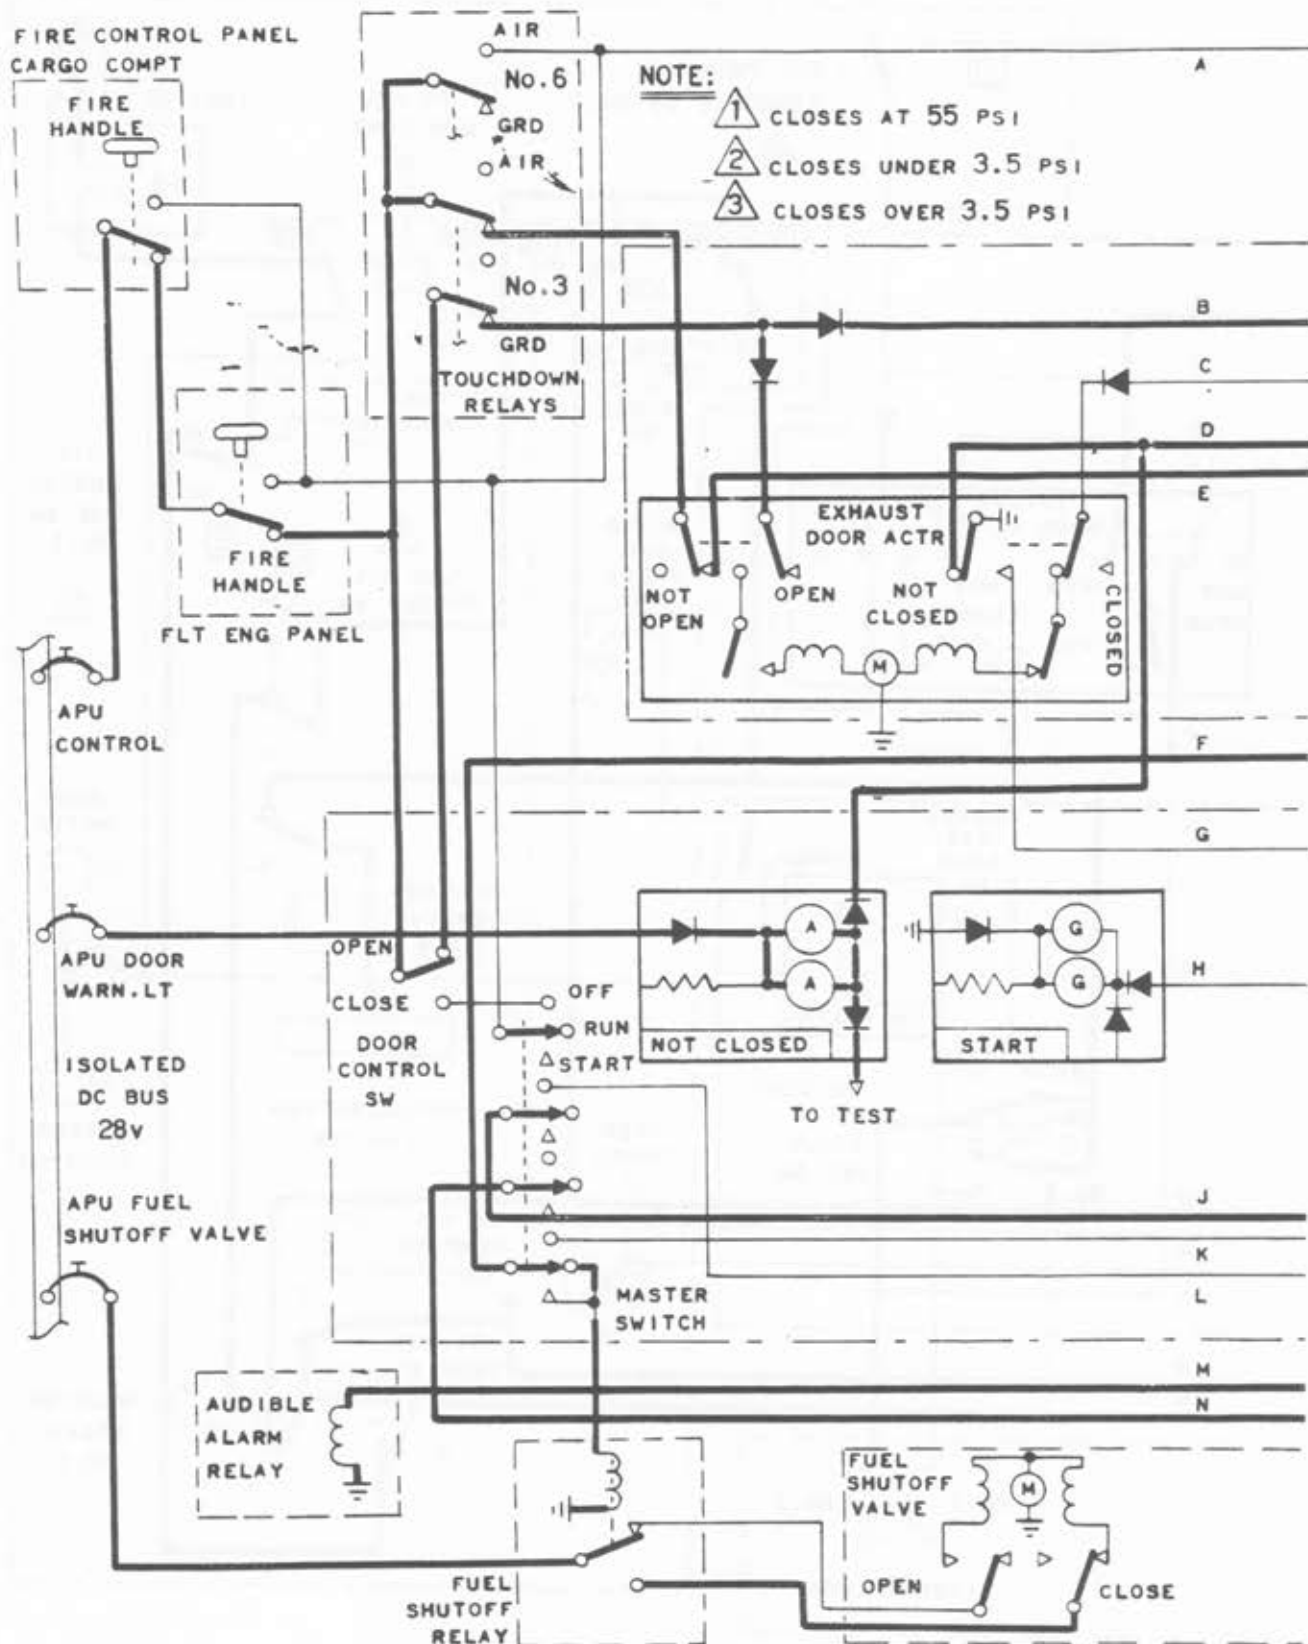 FIRE CONTROL PANEL
CARGO COMPT
FIRE
HANDLE
AIR
No.6
GRD
AIR
No.3
GRD
TOUCHDOWN
RELAYS
NOTE:
1 CLOSES AT 55 PSI
2 CLOSES UNDER 3.5 PSI
3 CLOSES OVER 3.5 PSI
A
B
C
D
E
FIRE
HANDLE
FLT ENG PANEL
EXHAUST
DOOR ACTR
NOT
OPEN
OPEN
NOT
CLOSED
CLOSED
M
APU
CONTROL
F
G
APU DOOR
WARN.LT
ISOLATED
DC BUS
28V
APU FUEL
SHUTOFF VALVE
OPEN
CLOSE
DOOR
CONTROL
SW
OFF
RUN
START
A
A
NOT CLOSED
TO TEST
G
G
START
H
J
K
L
MASTER
SWITCH
M
N
AUDIBLE
ALARM
RELAY
FUEL
SHUTOFF
RELAY
FUEL
SHUTOFF
VALVE
M
OPEN
CLOSE